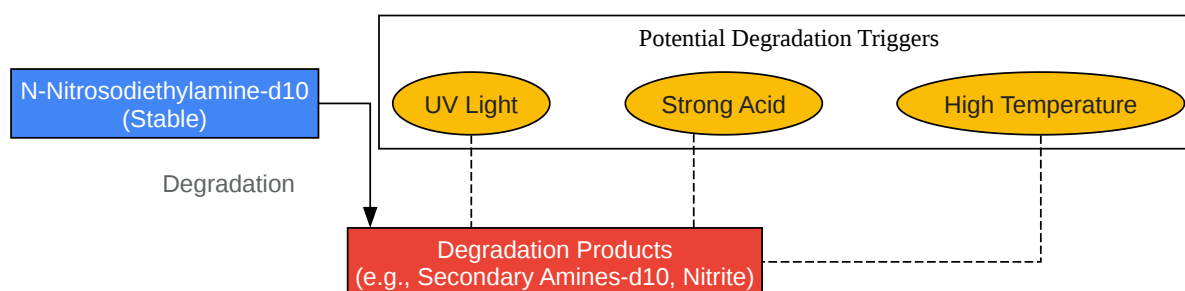 Potential Degradation Triggers
N-Nitrosodiethylamine-d10
(Stable)
UV Light
Strong Acid
High Temperature
Degradation
Degradation Products
(e.g., Secondary Amines-d10, Nitrite)